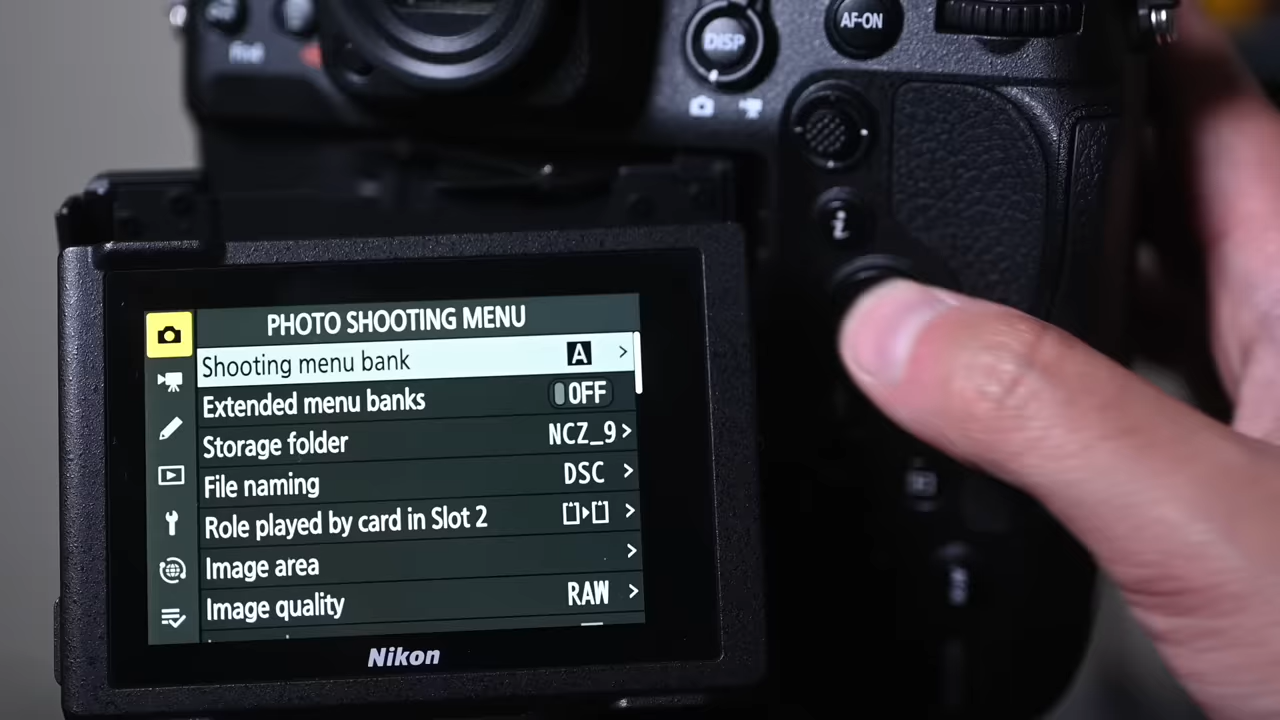 DISP
AF-ON
i
PHOTO SHOOTING MENU
Shooting menu bank A >
Extended menu banks OFF
Storage folder NCZ_9 >
File naming DSC >
Role played by card in Slot 2 >
Image area >
Image quality RAW >
Nikon